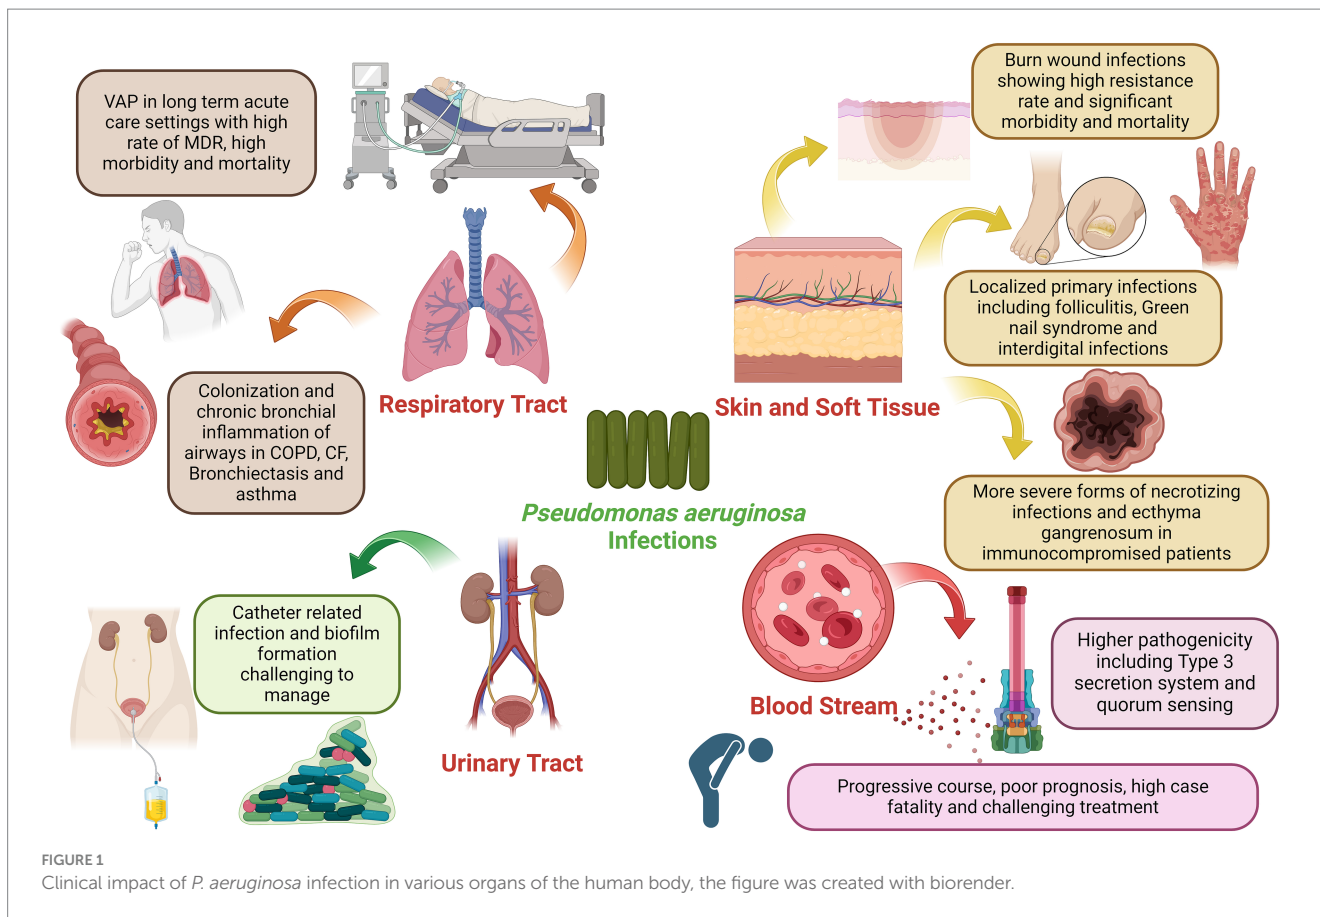 VAP in long term acute
care settings with high
rate of MDR, high
morbidity and mortality
Colonization and
chronic bronchial
inflammation of
airways in COPD, CF,
Bronchiectasis and
asthma
Respiratory Tract
Burn wound infections
showing high resistance
rate and significant
morbidity and mortality
Localized primary infections
including folliculitis, Green
nail syndrome and
interdigital infections
Skin and Soft Tissue
More severe forms of necrotizing
infections and ecthyma
gangrenosum in
immunocompromised patients
Pseudomonas aeruginosa
Infections
Catheter related
infection and biofilm
formation
challenging to
manage
Urinary Tract
Blood Stream
Higher pathogenicity
including Type 3
secretion system and
quorum sensing
Progressive course, poor prognosis, high case
fatality and challenging treatment
FIGURE 1
Clinical impact of P. aeruginosa infection in various organs of the human body, the figure was created with biorender.